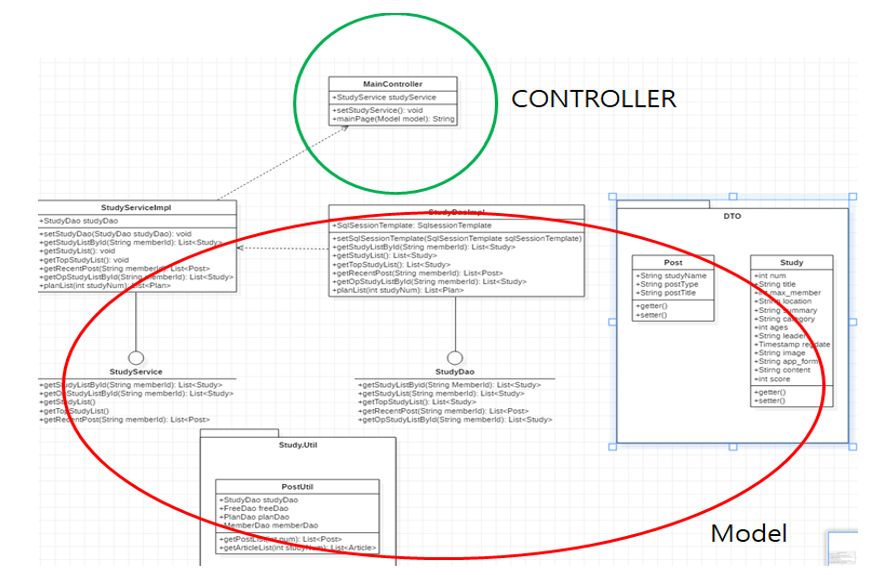 MainController
+StudyService studyService
+setStudyService(): void
+mainPage(Model model): String
CONTROLLER
StudyServiceImpl
+StudyDao studyDao
+setStudyDao(StudyDao studyDao): void
+getStudyListById(String memberId): List<Study>
+getStudyList(): void
+getTopStudyList(): void
+getRecentPost(String memberId): List<Post>
+getOpStudyListById(String memberId): List<Study>
+planList(int studyNum): List<Plan>
StudyDaoImpl
+SqlSessionTemplate: SqlsessionTemplate
+setSqlSessionTemplate(SqlSessionTemplate sqlSessionTemplate)
+getStudyListById(String memberId): List<Study>
+getStudyList(): List<Study>
+getTopStudyList(): List<Study>
+getRecentPost(String memberId): List<Post>
+getOpStudyListById(String memberId): List<Study>
+planList(int studyNum): List<Plan>
DTO
Post
+String studyName
+String postType
+String postTitle
+getter()
+setter()
Study
+int num
+String title
+int max_member
+String location
+String summary
+String category
+int ages
+String leader
+Timestamp regdate
+String image
+String app_form
+Stirng content
+int score
+getter()
+setter()
StudyService
+getStudyListById(String memberId): List<Study>
+getOpStudyListById(String memberId): List<Study>
+getStudyList()
+getTopStudyList()
+getRecentPost(String memberId): List<Post>
StudyDao
+getStudyListByid(String MemberId): List<Study>
+getStudyList(): List<Study>
+getTopStudyList(): List<Study>
+getRecentPost(String memberId): List<Post>
+getOpStudyListById(String memberId): List<Study>
Study.Util
PostUtil
+StudyDao studyDao
+FreeDao freeDao
+PlanDao planDao
+MemberDao memberDao
+getPostList(int num): List<Post>
+getArticleList(int studyNum): List<Article>
Model